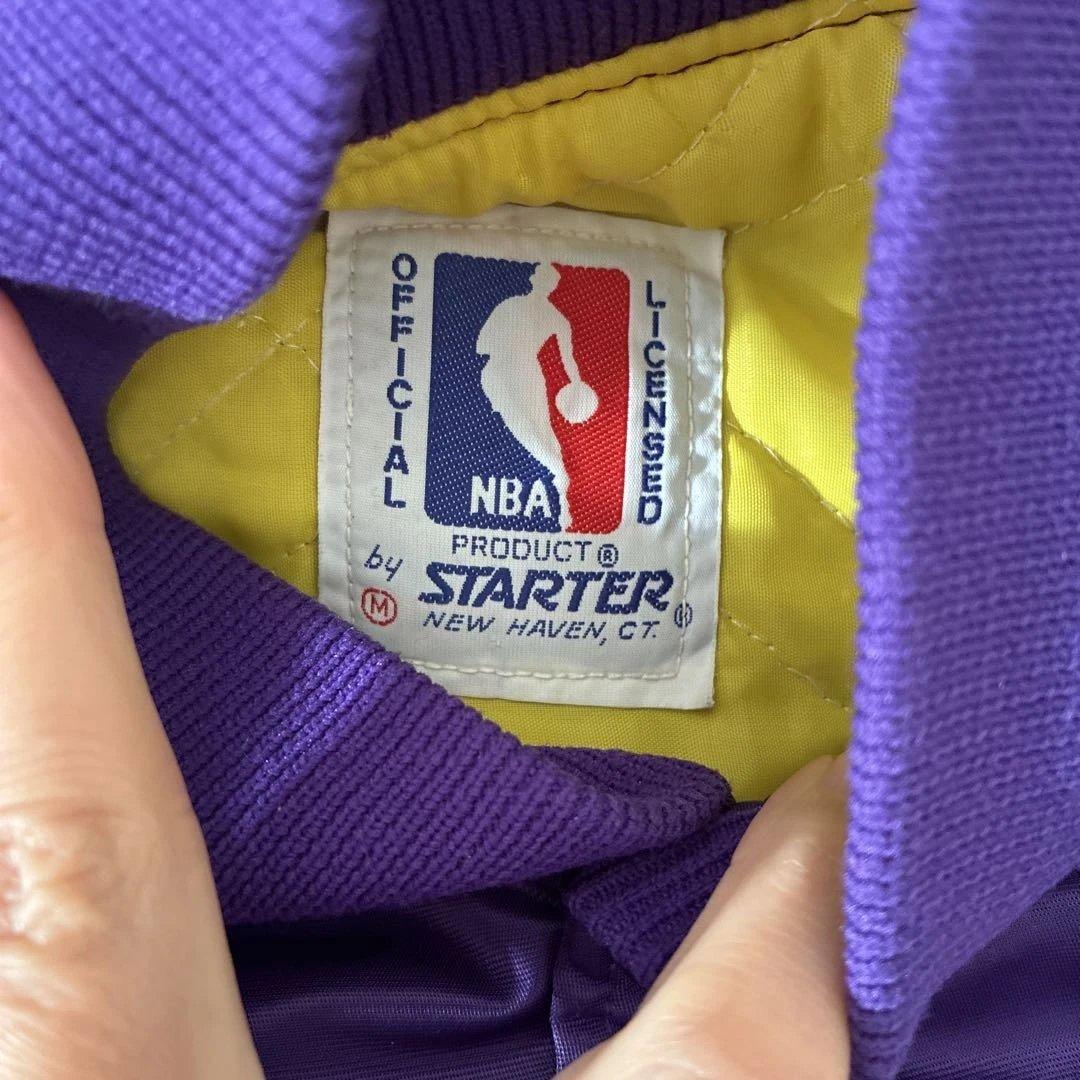 OFFICIAL
NBA
LICENSED
PRODUCT®
by STARTER®
M
NEW HAVEN, CT.